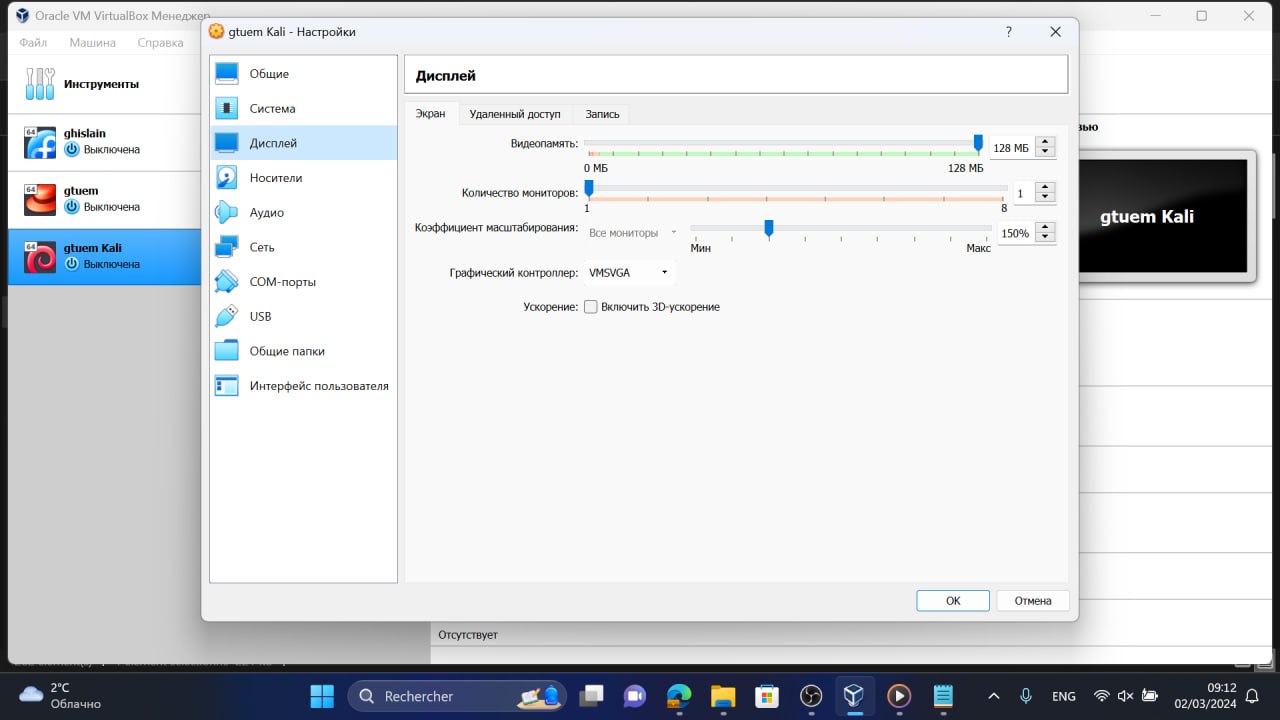 Oracle VM VirtualBox Менеджер
Файл Машина Справка
Инструменты
64
ghislain
Выключена
64
gtuem
Выключена
64
gtuem Kali
Выключена
gtuem Kali - Настройки
?
Общие
Система
Дисплей
Носители
Аудио
Сеть
COM-порты
USB
Общие папки
Интерфейс пользователя
Дисплей
Экран Удаленный доступ Запись
Видеопамять: 128 МБ
0 МБ 128 МБ
Количество мониторов: 1
1 8
Коэффициент масштабирования: Все мониторы 150%
Мин Макс
Графический контроллер: VMSVGA
Ускорение: Включить 3D-ускорение
OK Отмена
gtuem Kali
Отсутствует
2°C
Облачно
Rechercher
ENG
09:12
02/03/2024